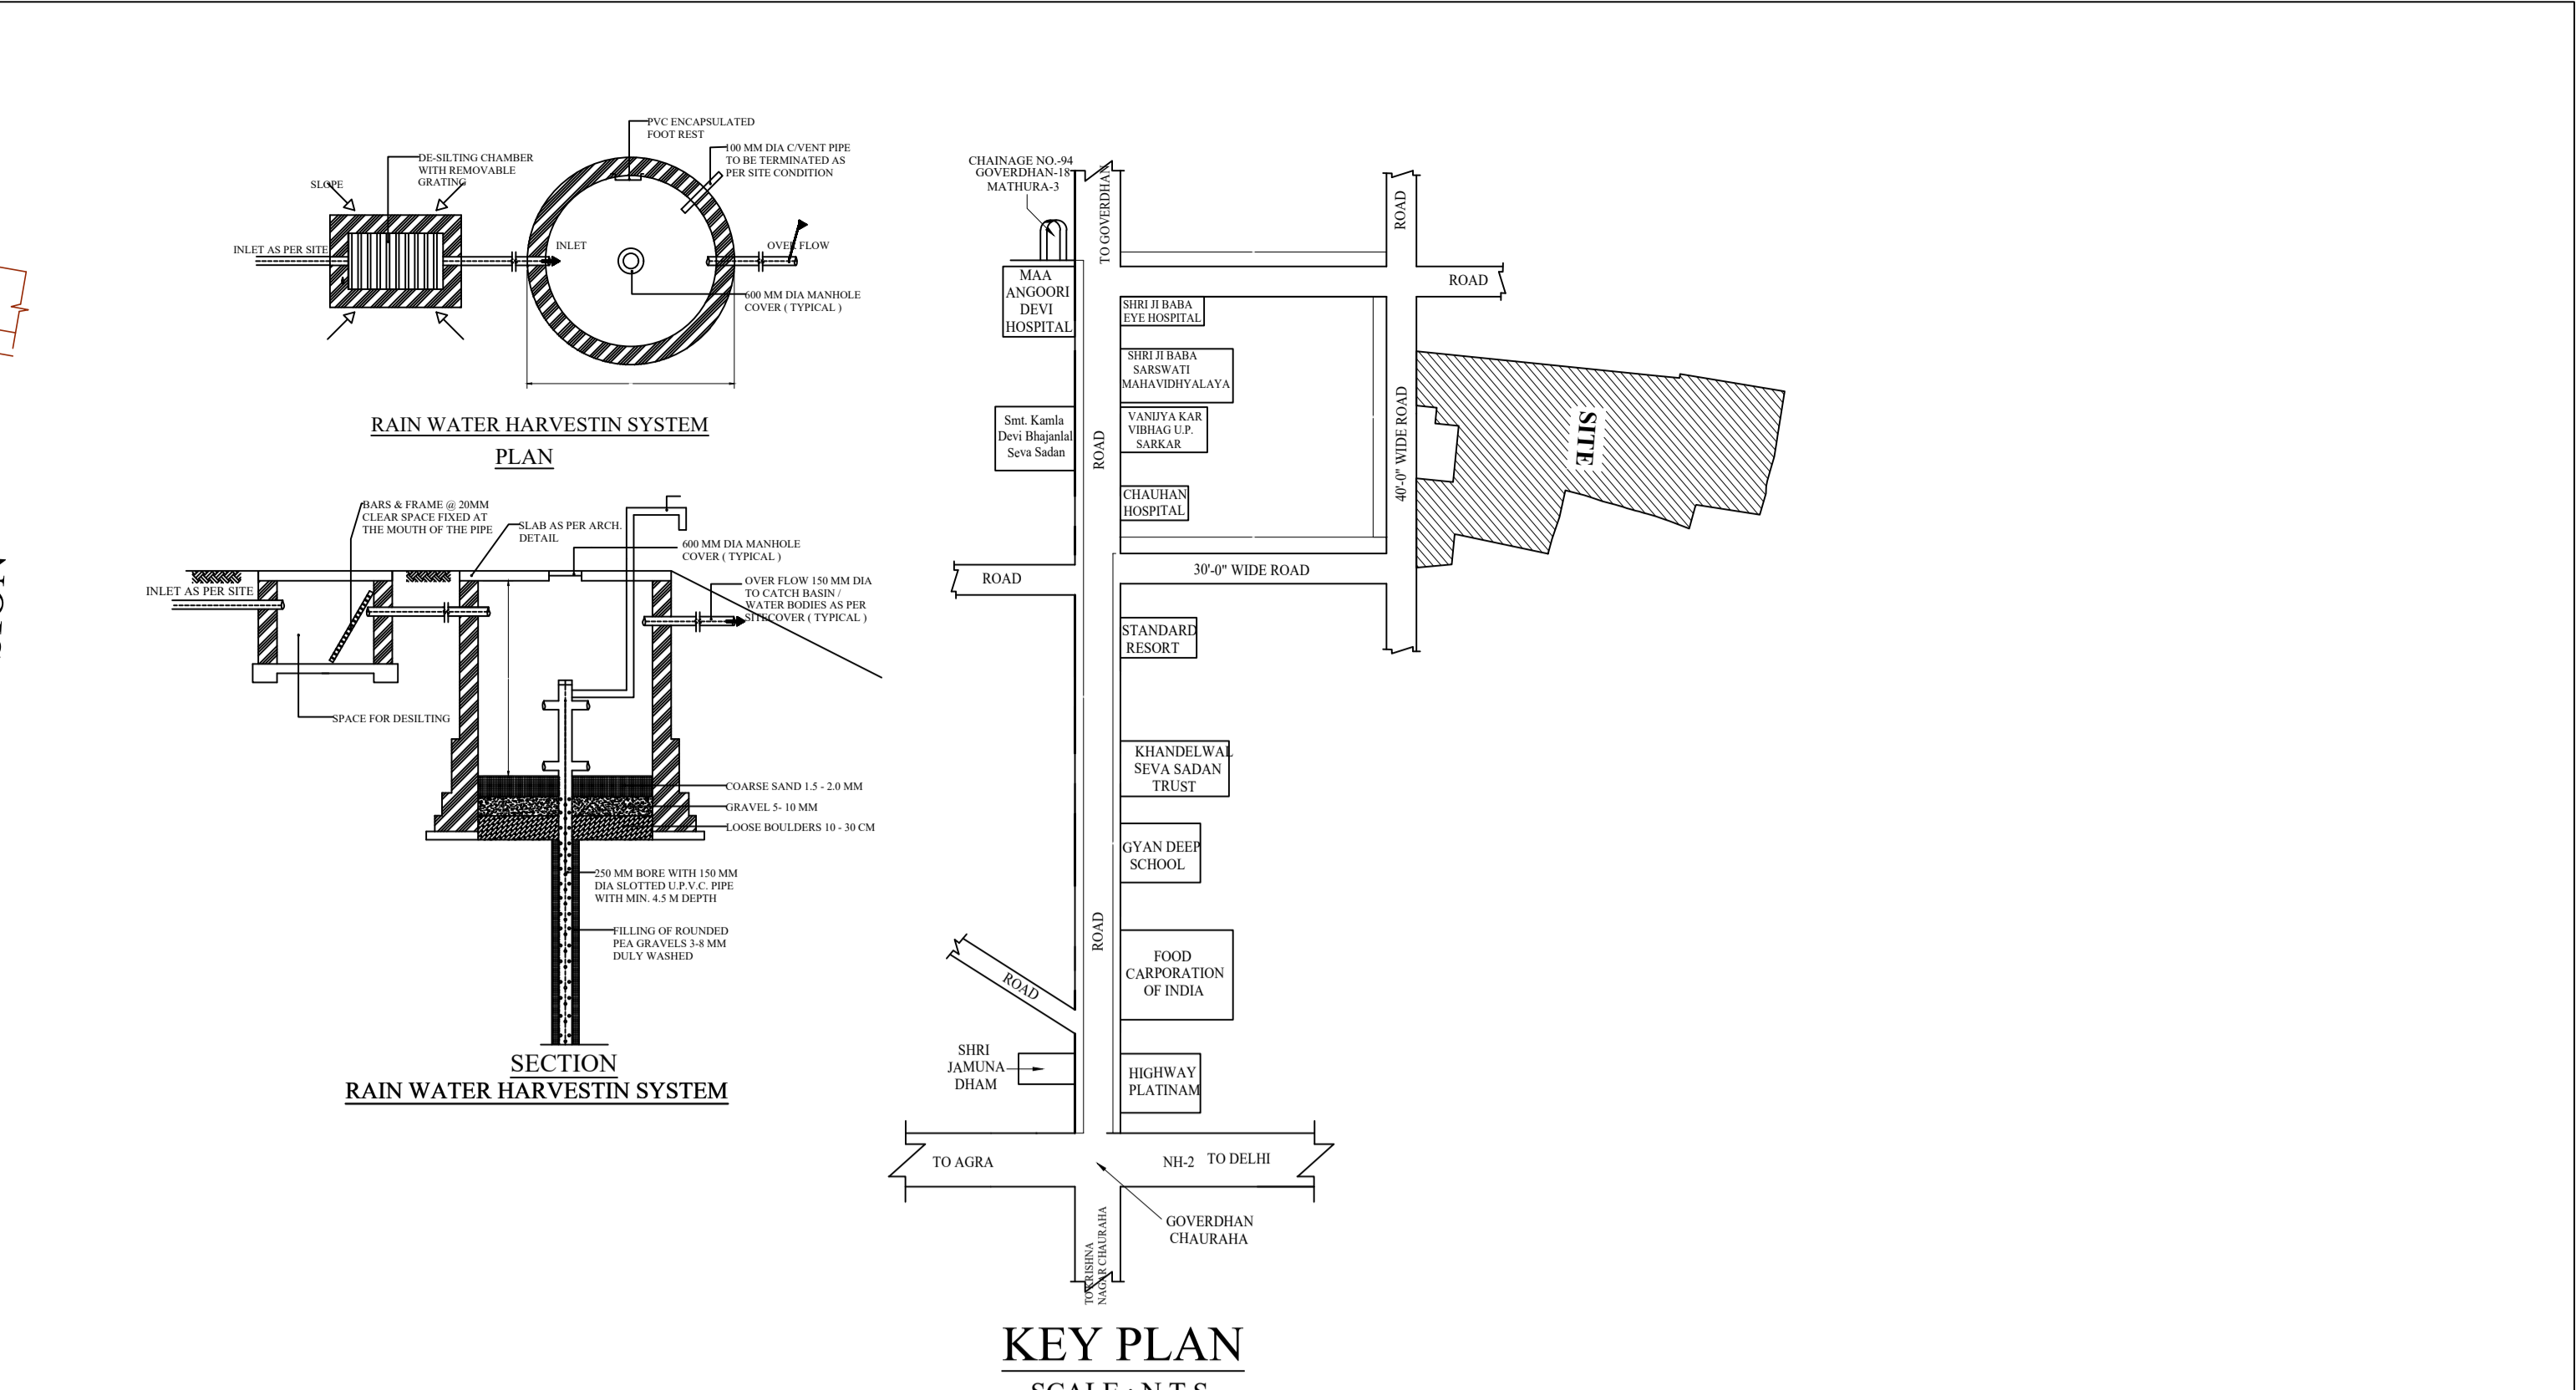 PVC ENCAPSULATED
FOOT REST
100 MM DIA C/VENT PIPE
TO BE TERMINATED AS
PER SITE CONDITION
DE-SILTING CHAMBER
WITH REMOVABLE
GRATING
SLOPE
INLET AS PER SITE
INLET
OVER FLOW
600 MM DIA MANHOLE
COVER ( TYPICAL )
RAIN WATER HARVESTIN SYSTEM
PLAN
BARS & FRAME @ 20MM
CLEAR SPACE FIXED AT
THE MOUTH OF THE PIPE
SLAB AS PER ARCH.
DETAIL
600 MM DIA MANHOLE
COVER ( TYPICAL )
INLET AS PER SITE
OVER FLOW 150 MM DIA
TO CATCH BASIN /
WATER BODIES AS PER
SITECOVER ( TYPICAL )
SPACE FOR DESILTING
COARSE SAND 1.5 - 2.0 MM
GRAVEL 5- 10 MM
LOOSE BOULDERS 10 - 30 CM
250 MM BORE WITH 150 MM
DIA SLOTTED U.P.V.C. PIPE
WITH MIN. 4.5 M DEPTH
FILLING OF ROUNDED
PEA GRAVELS 3-8 MM
DULY WASHED
SECTION
RAIN WATER HARVESTIN SYSTEM
CHAINAGE NO.-94
GOVERDHAN-18
MATHURA-3
TO GOVERDHAN
ROAD
ROAD
MAA
ANGOORI
DEVI
HOSPITAL
SHRI JI BABA
EYE HOSPITAL
SHRI JI BABA
SARSWATI
MAHAVIDHYALAYA
Smt. Kamla
Devi Bhajanlal
Seva Sadan
VANIJYA KAR
VIBHAG U.P.
SARKAR
ROAD
40'-0" WIDE ROAD
SITE
CHAUHAN
HOSPITAL
ROAD
30'-0" WIDE ROAD
STANDARD
RESORT
KHANDELWAL
SEVA SADAN
TRUST
GYAN DEEP
SCHOOL
ROAD
FOOD
CARPORATION
OF INDIA
ROAD
SHRI
JAMUNA
DHAM
HIGHWAY
PLATINAM
TO AGRA
NH-2 TO DELHI
GOVERDHAN
CHAURAHA
TO KRISHNA
NAGAR CHAURAHA
KEY PLAN
SCALE : N.T.S